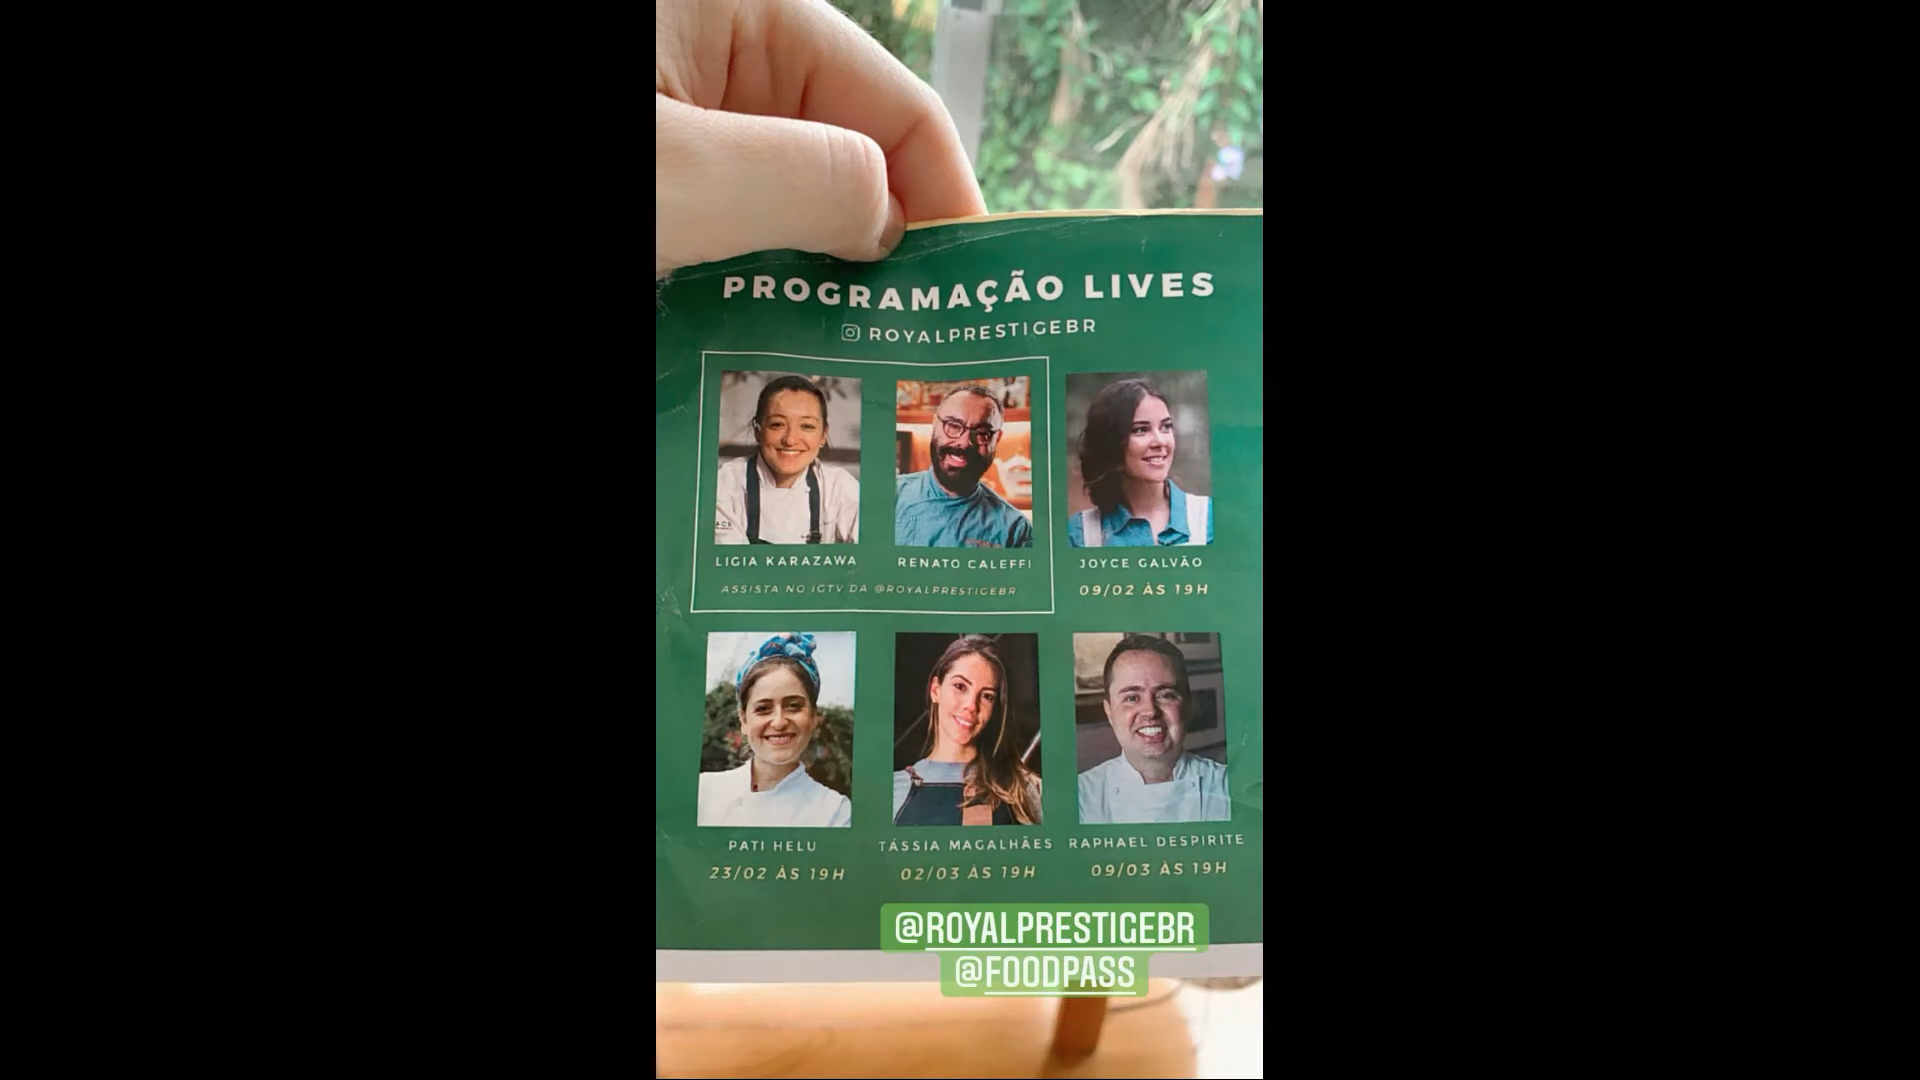 PROGRAMAÇÃO LIVES
ROYALPRESTIGEBR
LIGIA KARAZAWA
RENATO CALEFFI
JOYCE GALVÃO
ASSISTA NO IGTV DA @ROYALPRESTIGEBR
09/02 ÀS 19H
PATI HELU
TÁSSIA MAGALHÃES
RAPHAEL DESPIRITE
23/02 ÀS 19H
02/03 ÀS 19H
09/03 ÀS 19H
@ROYALPRESTIGEBR
@FOODPASS